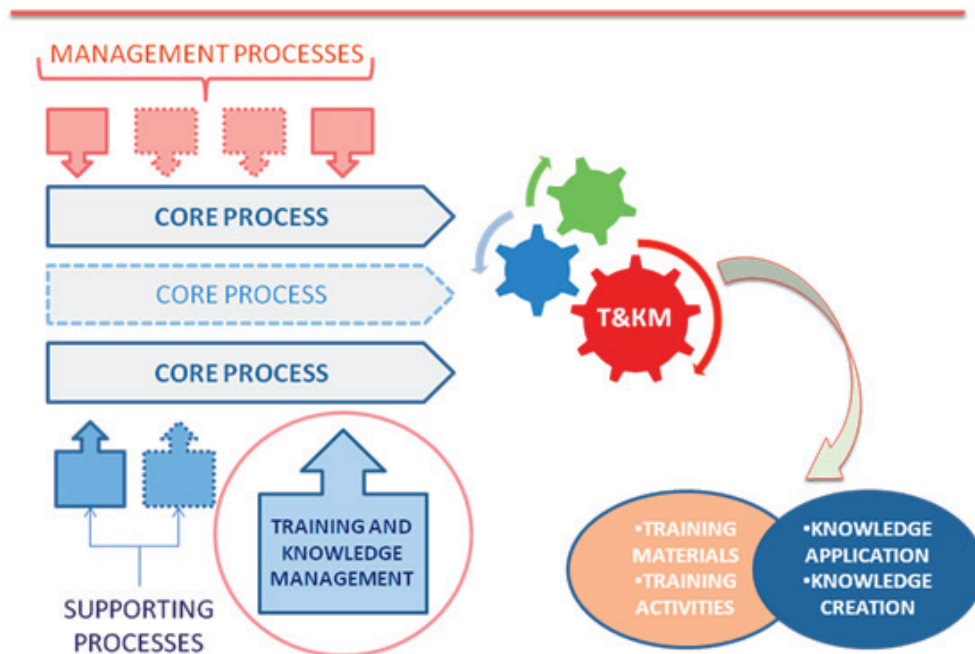 MANAGEMENT PROCESSES
CORE PROCESS
CORE PROCESS
CORE PROCESS
T&KM
TRAINING AND
KNOWLEDGE
MANAGEMENT
SUPPORTING
PROCESSES
•TRAINING
MATERIALS
•TRAINING
ACTIVITIES
•KNOWLEDGE
APPLICATION
•KNOWLEDGE
CREATION